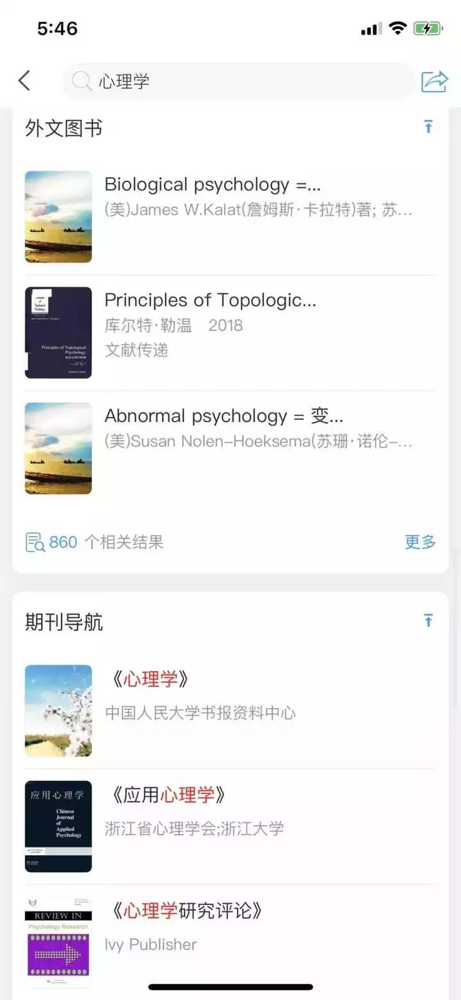 5:46
心理学
外文图书
Biological psychology =...
(美)James W.Kalat(詹姆斯·卡拉特)著; 苏...
Principles of Topological
Psychology
Principles of Topologic...
库尔特·勒温 2018
文献传递
Abnormal psychology = 变...
(美)Susan Nolen-Hoeksema(苏珊·诺伦-...
860 个相关结果
更多
期刊导航
《心理学》
中国人民大学书报资料中心
应用心理学
Chinese
Journal
of
Applied
Psychology
《应用心理学》
浙江省心理学会;浙江大学
REVIEW IN
Psychology Research
《心理学研究评论》
Ivy Publisher